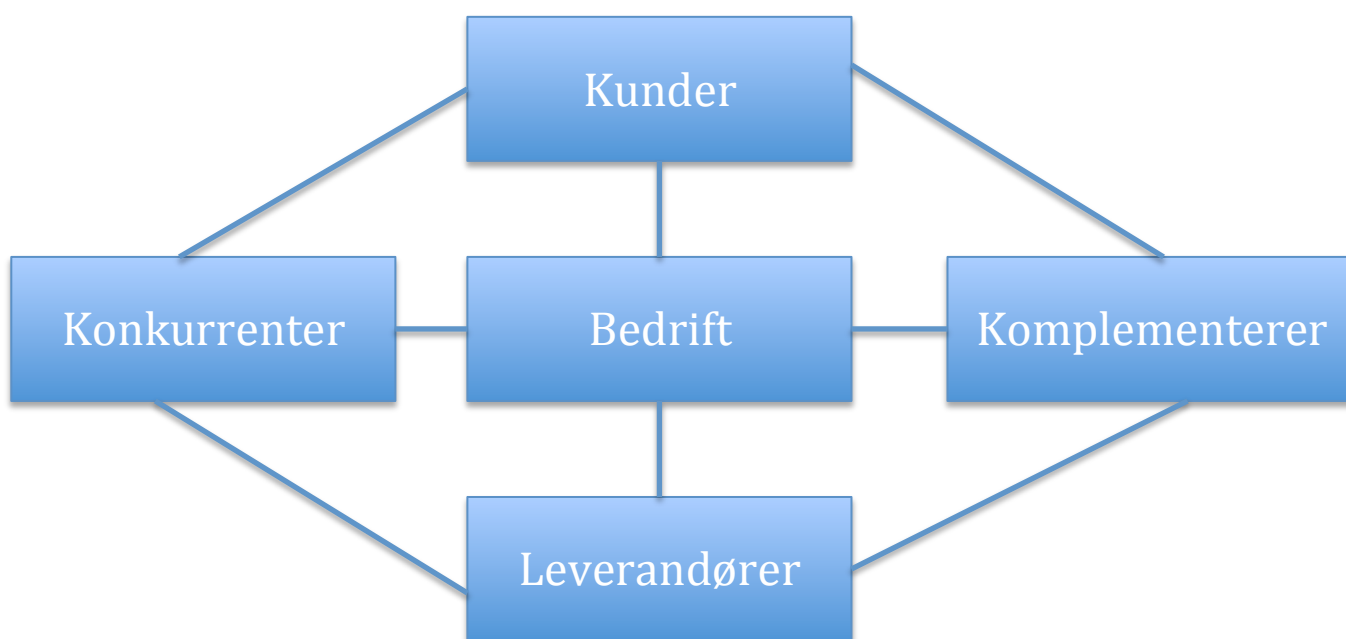 Kunder
Konkurrenter
Bedrift
Komplementerer
Leverandører